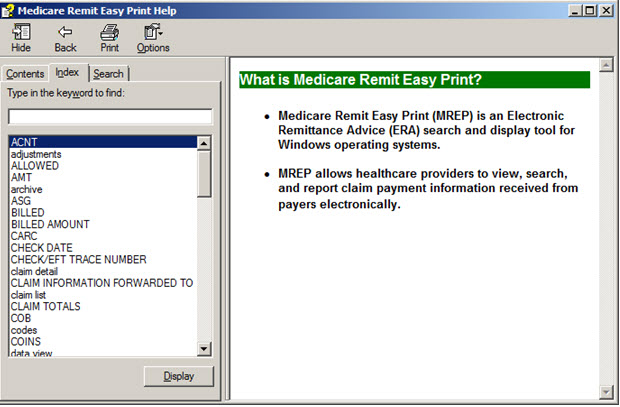 Medicare Remit Easy Print Help
Hide Back Print Options
Contents Index Search
Type in the keyword to find:
ACNT
adjustments
ALLOWED
AMT
archive
ASG
BILLED
BILLED AMOUNT
CARC
CHECK DATE
CHECK/EFT TRACE NUMBER
claim detail
CLAIM INFORMATION FORWARDED TO
claim list
CLAIM TOTALS
COB
codes
COINS
data view
Display
What is Medicare Remit Easy Print?
• Medicare Remit Easy Print (MREP) is an Electronic
Remittance Advice (ERA) search and display tool for
Windows operating systems.
• MREP allows healthcare providers to view, search,
and report claim payment information received from
payers electronically.